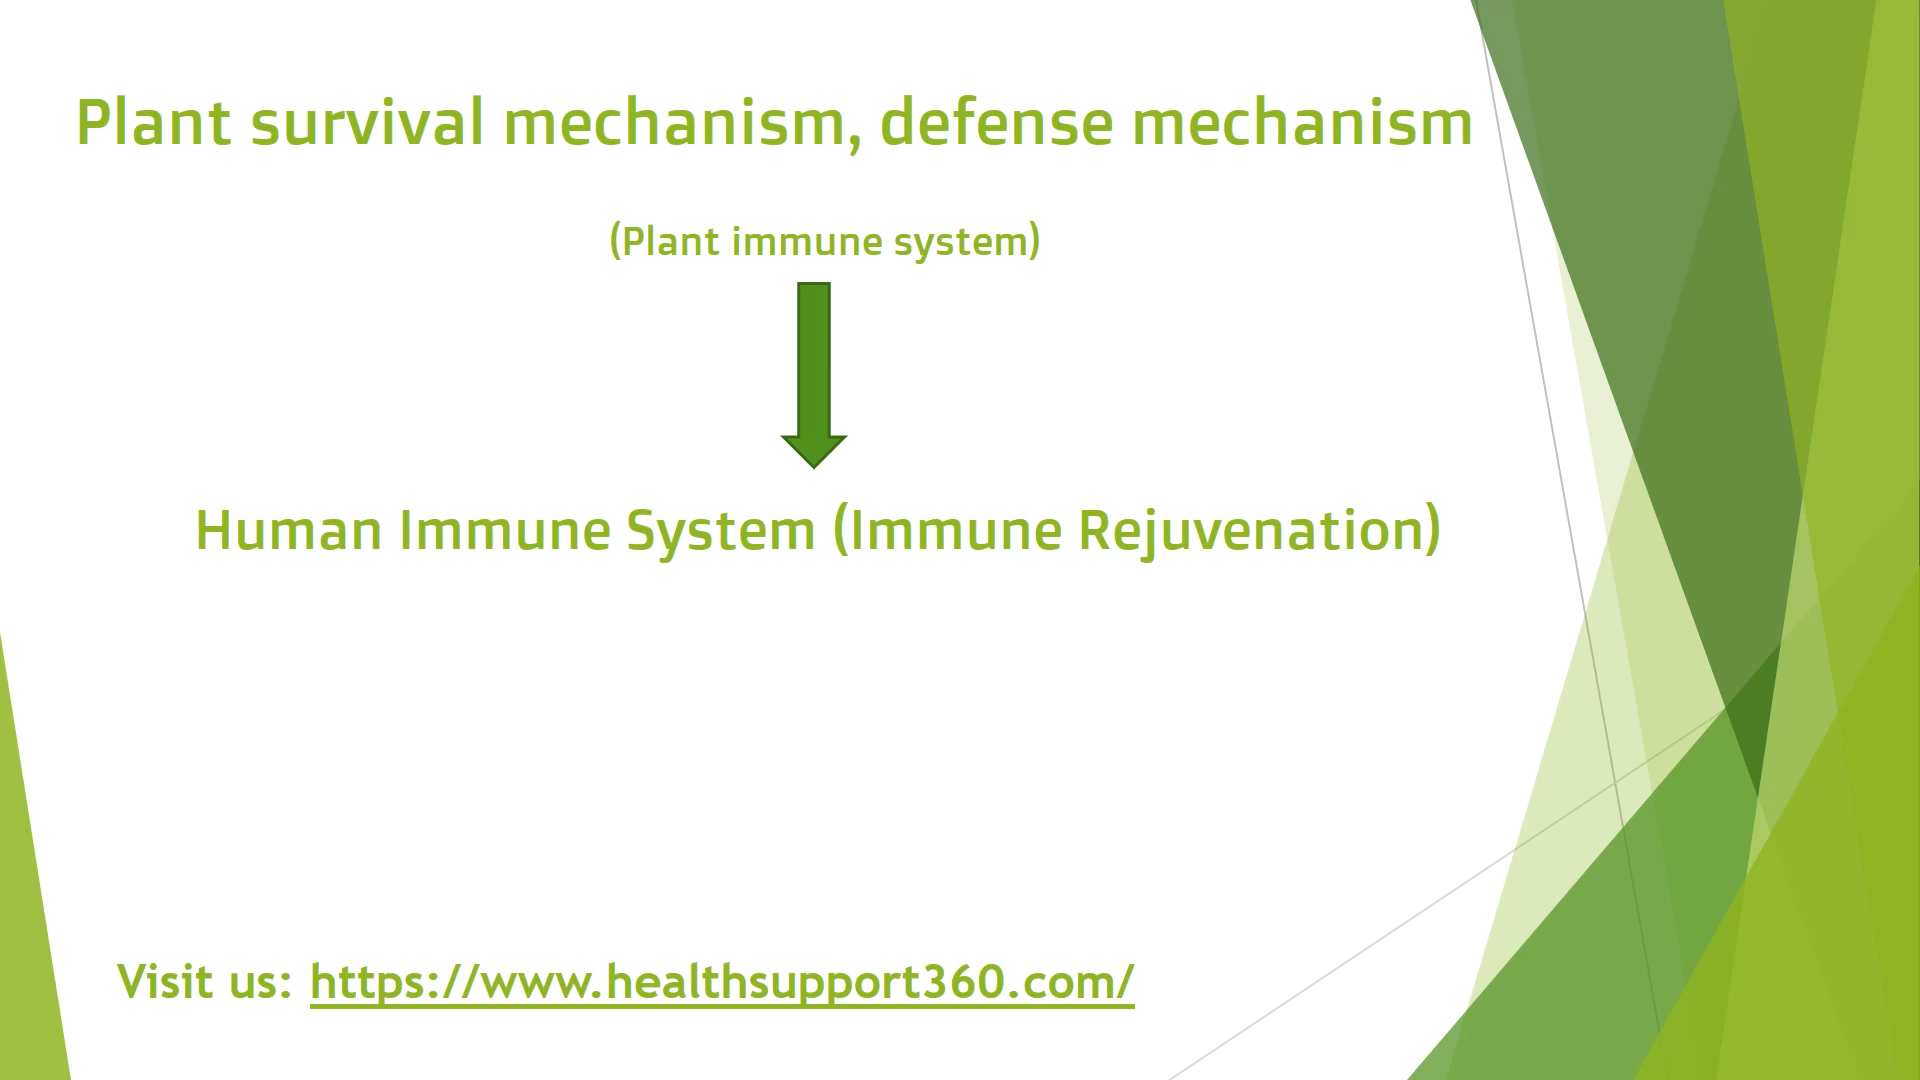 Plant survival mechanism, defense mechanism
(Plant immune system)
Human Immune System (Immune Rejuvenation)
Visit us: https://www.healthsupport360.com/